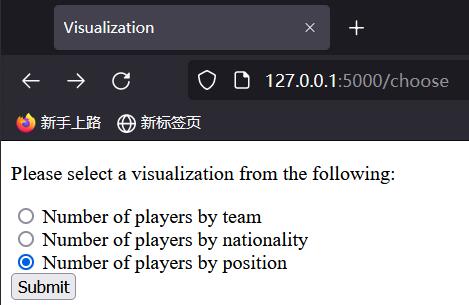 Visualization
127.0.0.1:5000/choose
新手上路 新标签页
Please select a visualization from the following:
Number of players by team
Number of players by nationality
Number of players by position
Submit